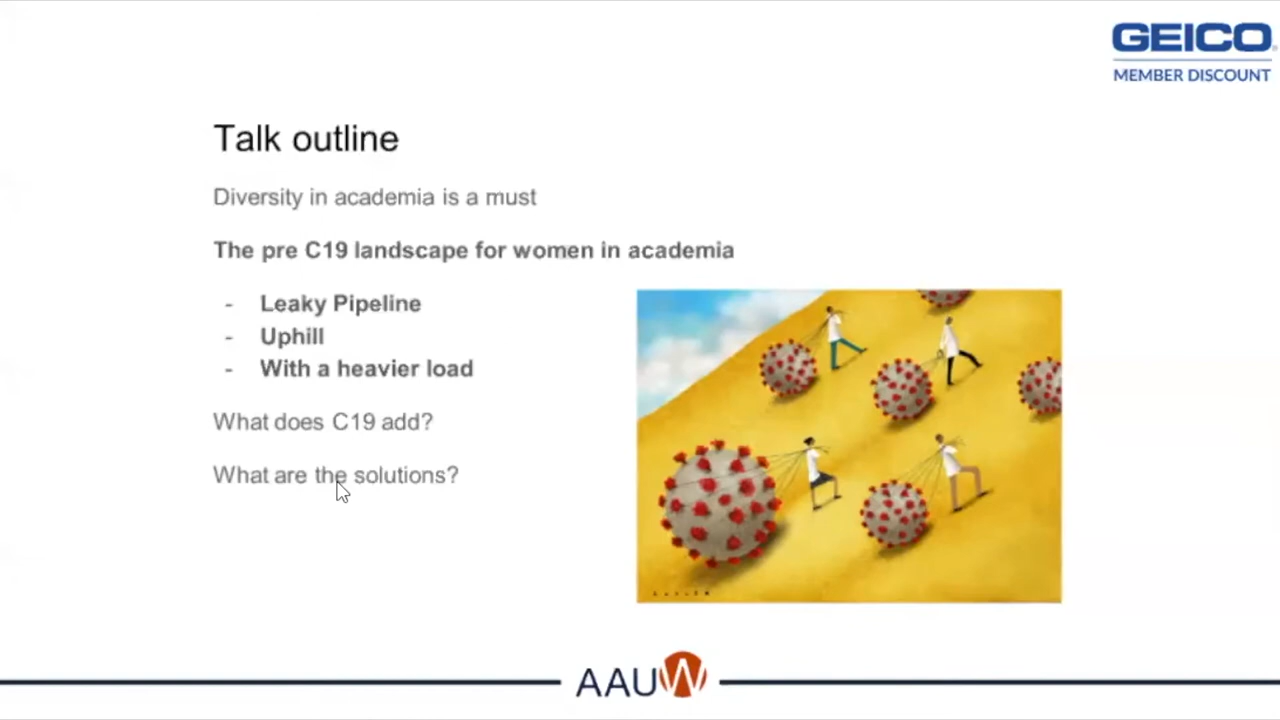 GEICO
MEMBER DISCOUNT
Talk outline
Diversity in academia is a must
The pre C19 landscape for women in academia
- Leaky Pipeline
- Uphill
- With a heavier load
What does C19 add?
What are the solutions?
AAUW